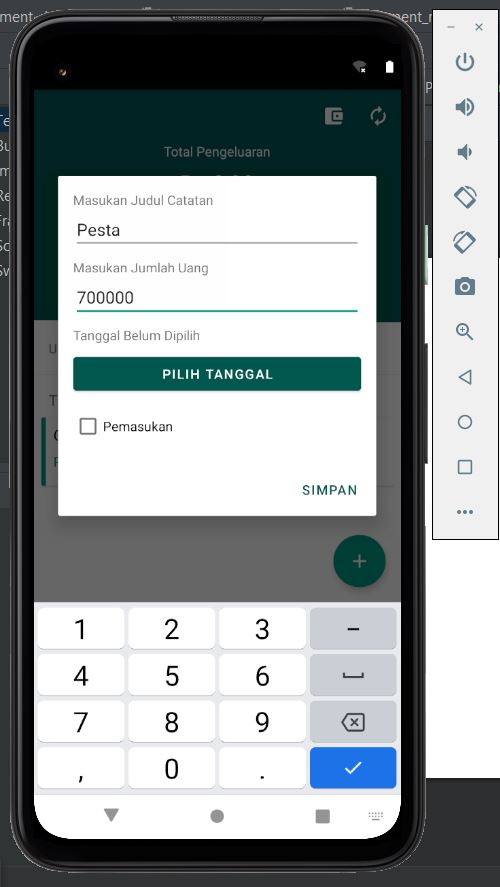 Total Pengeluaran
Masukan Judul Catatan
Pesta
Masukan Jumlah Uang
700000
Tanggal Belum Dipilih
PILIH TANGGAL
Pemasukan
SIMPAN
+
1 2 3 –
4 5 6
7 8 9
, 0 .